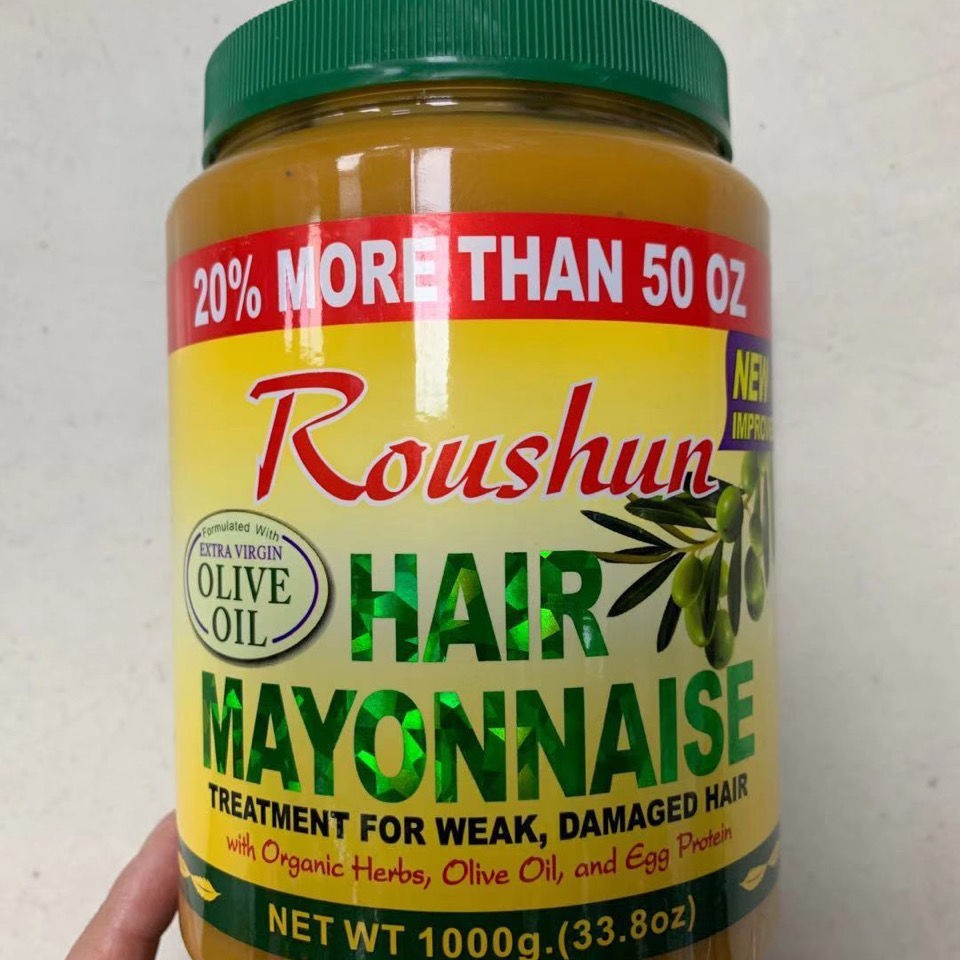 20% MORE THAN 50 OZ
NEW
Roushun
Formulated With
EXTRA VIRGIN
OLIVE
OIL
HAIR
MAYONNAISE
TREATMENT FOR WEAK, DAMAGED HAIR
with Organic Herbs, Olive Oil, and Egg Protein
NET WT 1000g.(33.8oz)